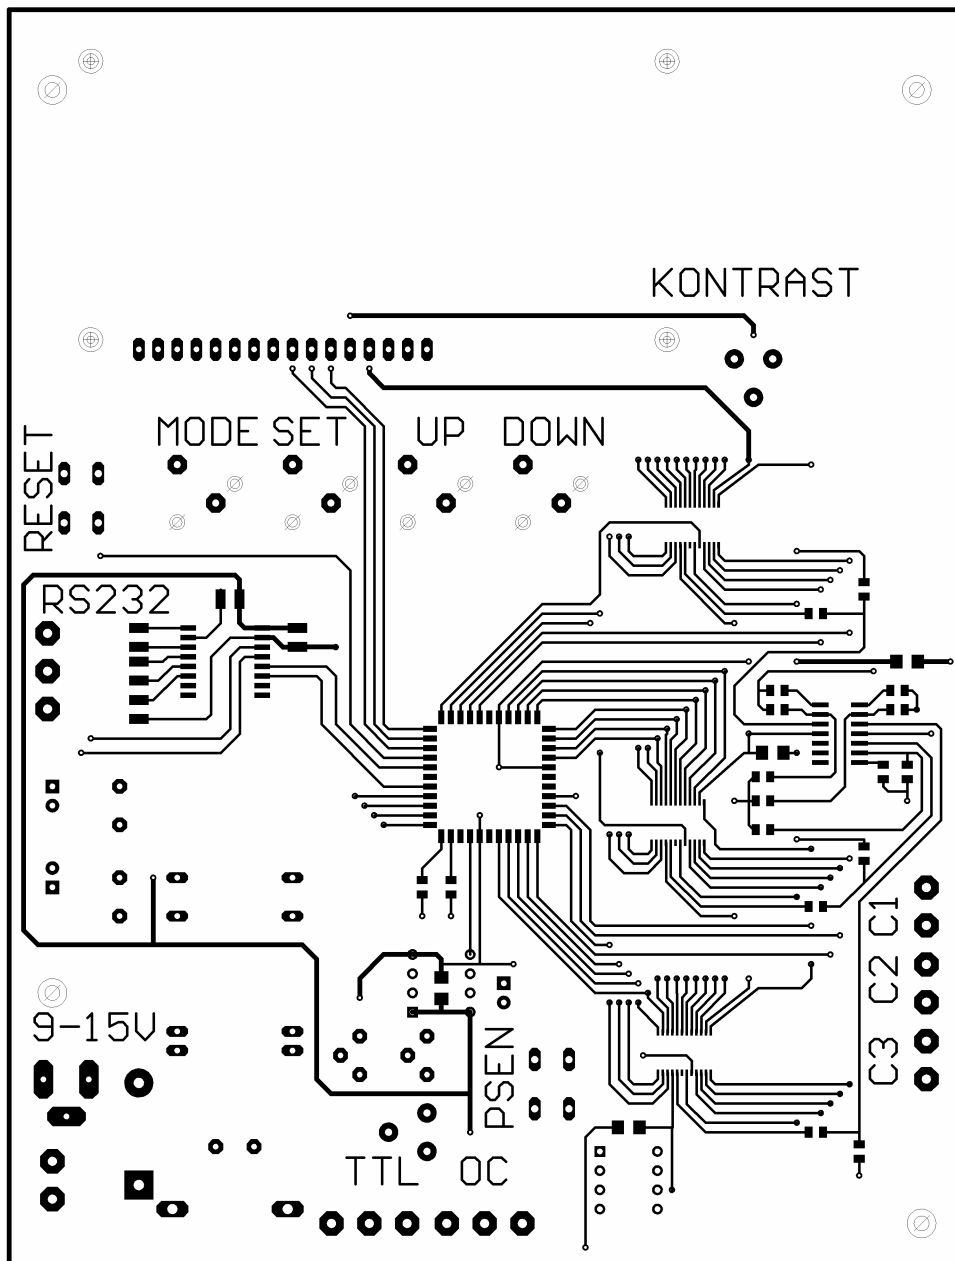 KONTRAST
MODE SET UP DOWN
RESET
RS232
C1
C2
9-15V
C3
PSEN
TTL OC